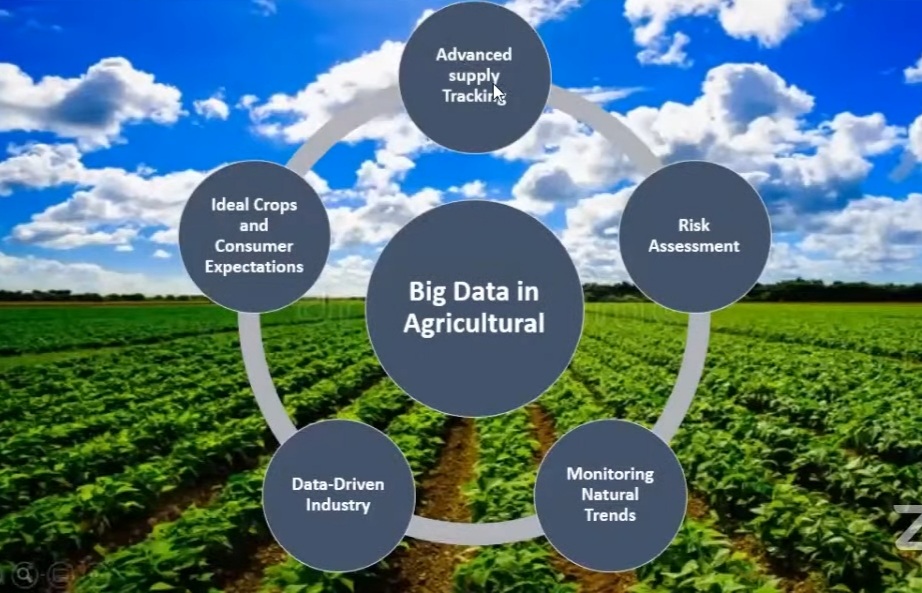 Advanced
supply
Tracking
Risk
Assessment
Monitoring
Natural
Trends
Data-Driven
Industry
Ideal Crops
and
Consumer
Expectations
Big Data in
Agricultural